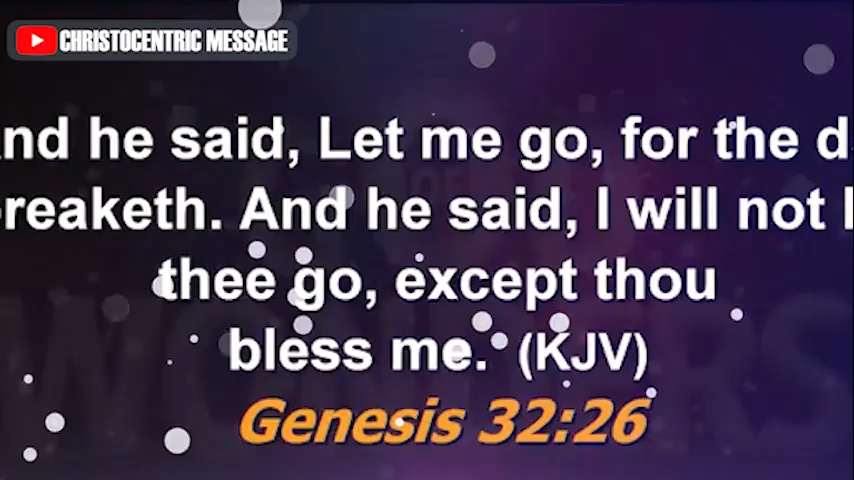 CHRISTOCENTRIC MESSAGE
nd he said, Let me go, for the d
reaketh. And he said, I will not l
thee go, except thou
bless me. (KJV)
Genesis 32:26